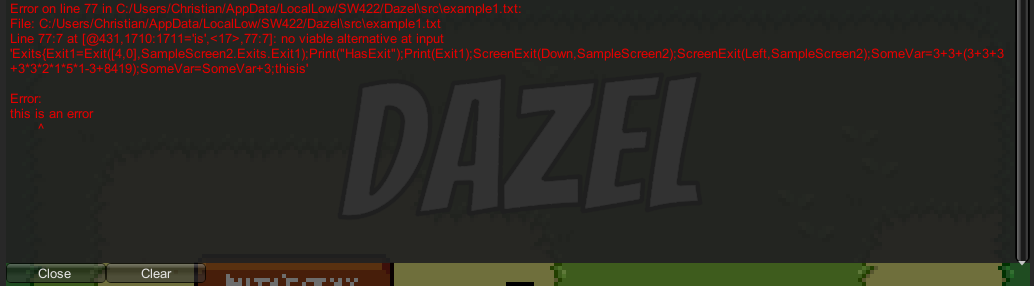 Error on line 77 in C:/Users/Christian/AppData/LocalLow/SW422/Dazel\src\example1.txt:
File: C:/Users/Christian/AppData/LocalLow/SW422/Dazel\src\example1.txt
Line 77:7 at [@431,1710:1711='is',<17>,77:7]: no viable alternative at input
'Exits{Exit1=Exit([4,0],SampleScreen2.Exits.Exit1);Print("HasExit");Print(Exit1);ScreenExit(Down,SampleScreen2);ScreenExit(Left,SampleScreen2);SomeVar=3+3+(3+3+3
+3*3*2*1*5*1-3+8419);SomeVar=SomeVar+3;thisis'
Error:
this is an error
^
DAZEL
Close Clear